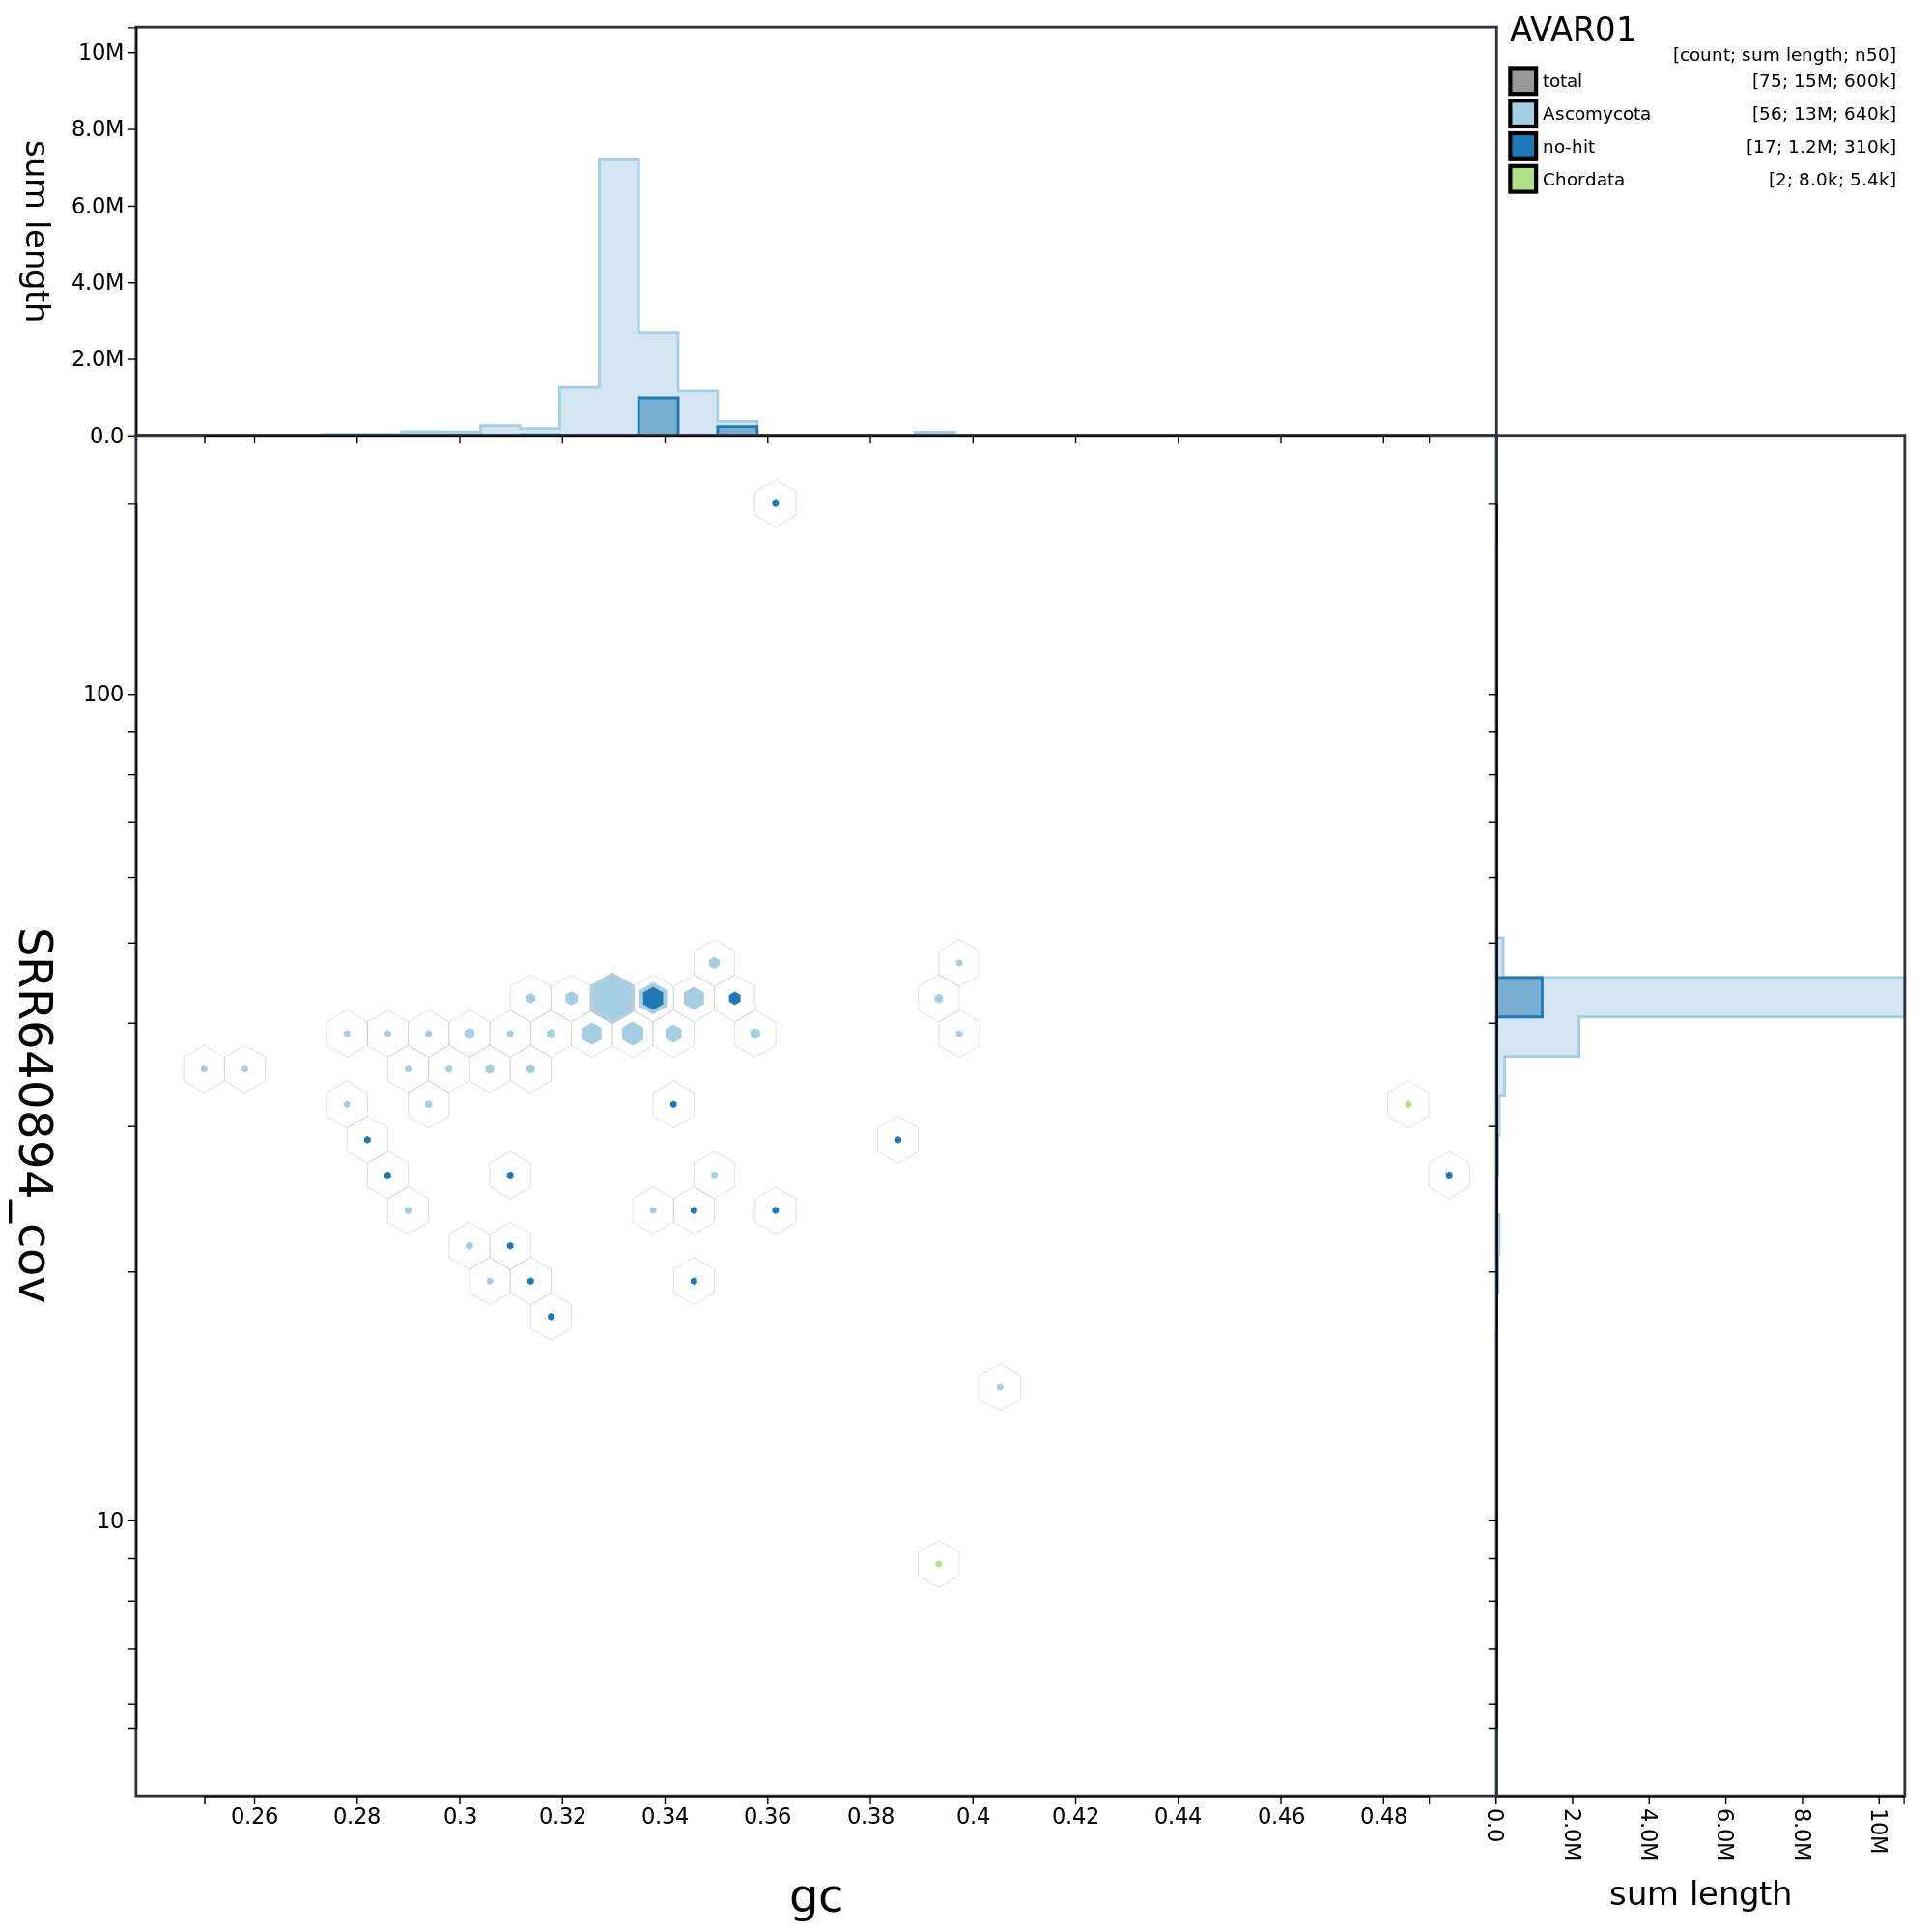 AVAR01
[count; sum length; n50]
total [75; 15M; 600k]
Ascomycota [56; 13M; 640k]
no-hit [17; 1.2M; 310k]
Chordata [2; 8.0k; 5.4k]
sum length
10M
8.0M
6.0M
4.0M
2.0M
0.0
SRR640894_cov
100
10
0.26 0.28 0.3 0.32 0.34 0.36 0.38 0.4 0.42 0.44 0.46 0.48
gc
0.0 2.0M 4.0M 6.0M 8.0M 10M
sum length